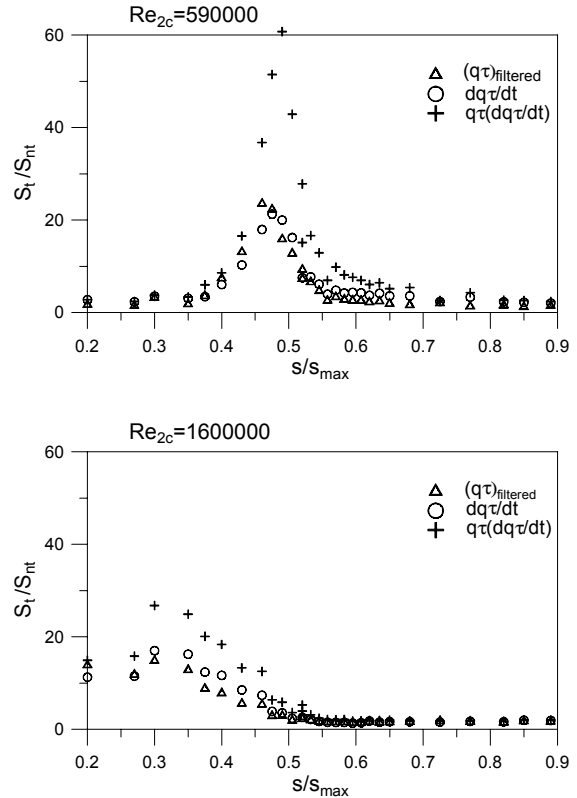 Re2c=590000
60
(qτ)filtered
dqτ/dt
qτ(dqτ/dt)
40
St /Snt
20
0
0.2 0.3 0.4 0.5 0.6 0.7 0.8 0.9
s/smax
Re2c=1600000
60
(qτ)filtered
dqτ/dt
qτ(dqτ/dt)
40
St /Snt
20
0
0.2 0.3 0.4 0.5 0.6 0.7 0.8 0.9
s/smax